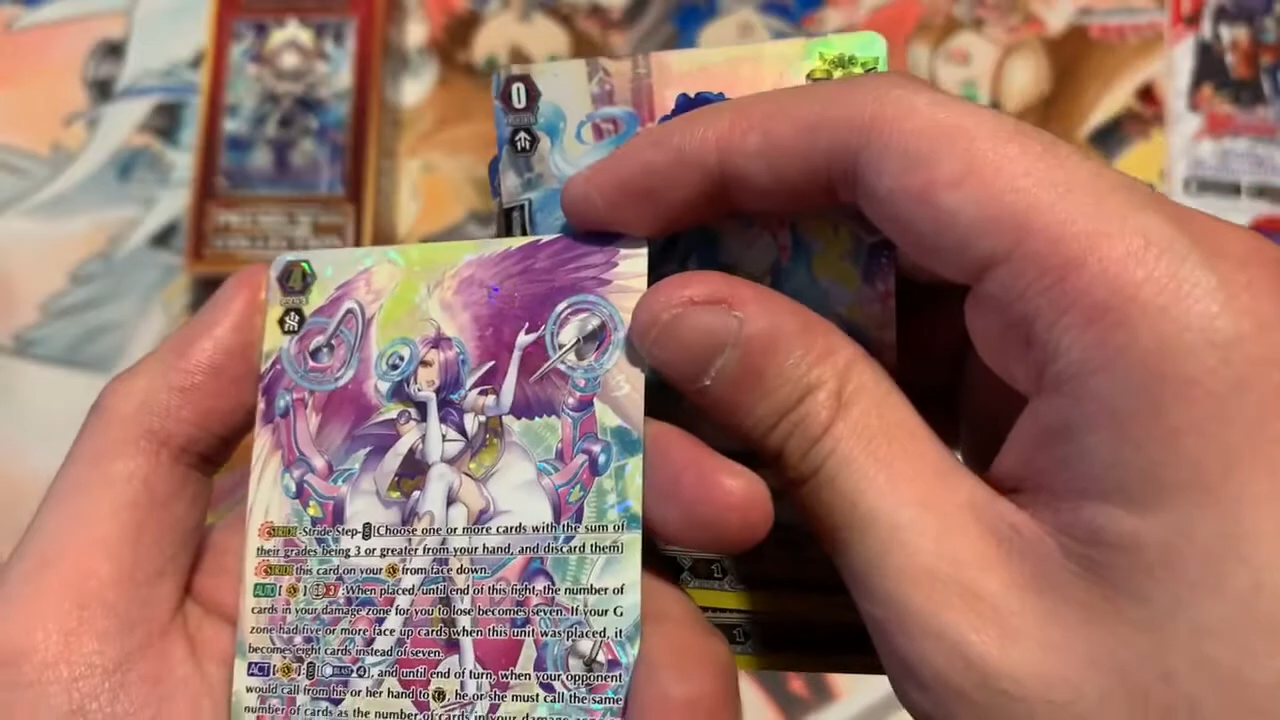 0
4
GRADE
STRIDE-Stride Step-[Choose one or more cards with the sum of
their grades being 3 or greater from your hand, and discard them]
STRIDE this card on your from face down.
AUTO[ ] 3:When placed, until end of this fight, the number of
cards in your damage zone for you to lose becomes seven. If your G
zone had five or more face up cards when this unit was placed, it
becomes eight cards instead of seven.
ACT[ ]:[BLAST 4], and until end of turn, when your opponent
would call from his or her hand to , he or she must call the same
number of cards as the number of cards in your damage
1
1